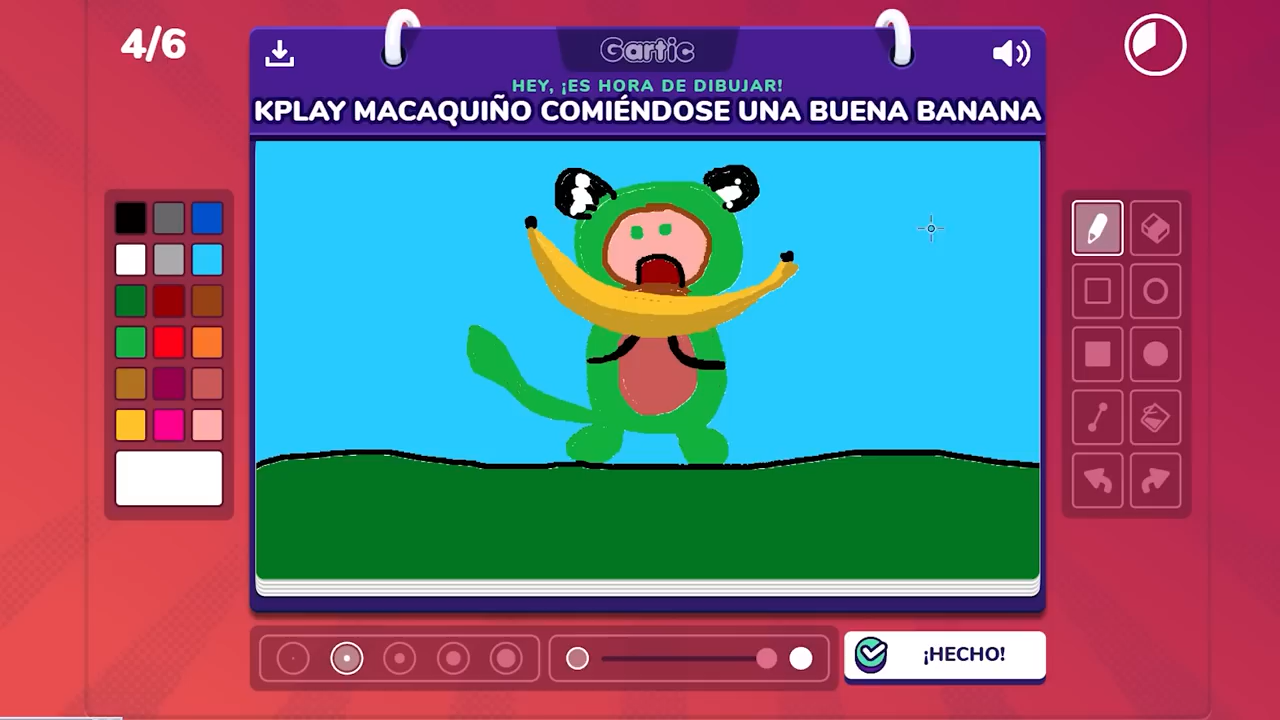 4/6
Gartic
HEY, ¡ES HORA DE DIBUJAR!
KPLAY MACAQUIÑO COMIÉNDOSE UNA BUENA BANANA
¡HECHO!